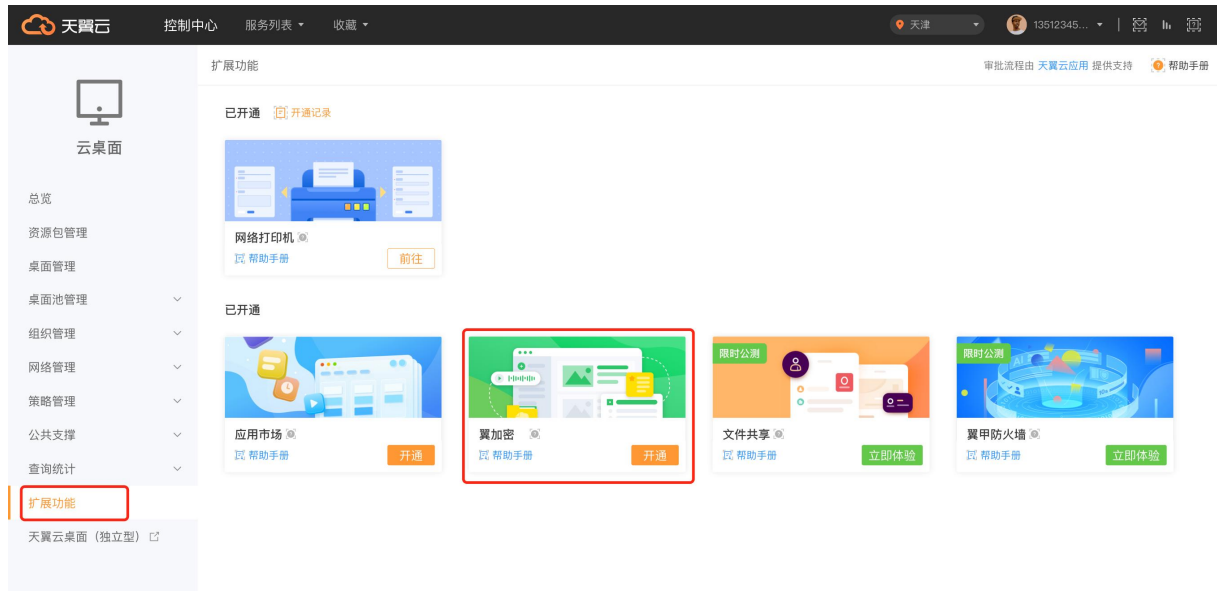 天翼云 控制中心 服务列表 收藏 天津 13512345...
云桌面
总览
资源包管理
桌面管理
桌面池管理
组织管理
网络管理
策略管理
公共支撑
查询统计
扩展功能
天翼云桌面（独立型）
扩展功能 审批流程由 天翼云应用 提供支持 帮助手册
已开通 开通记录
网络打印机
帮助手册 前往
已开通
应用市场
帮助手册 开通
翼加密
帮助手册 开通
限时公测
文件共享
帮助手册 立即体验
限时公测
AI
翼甲防火墙
帮助手册 立即体验